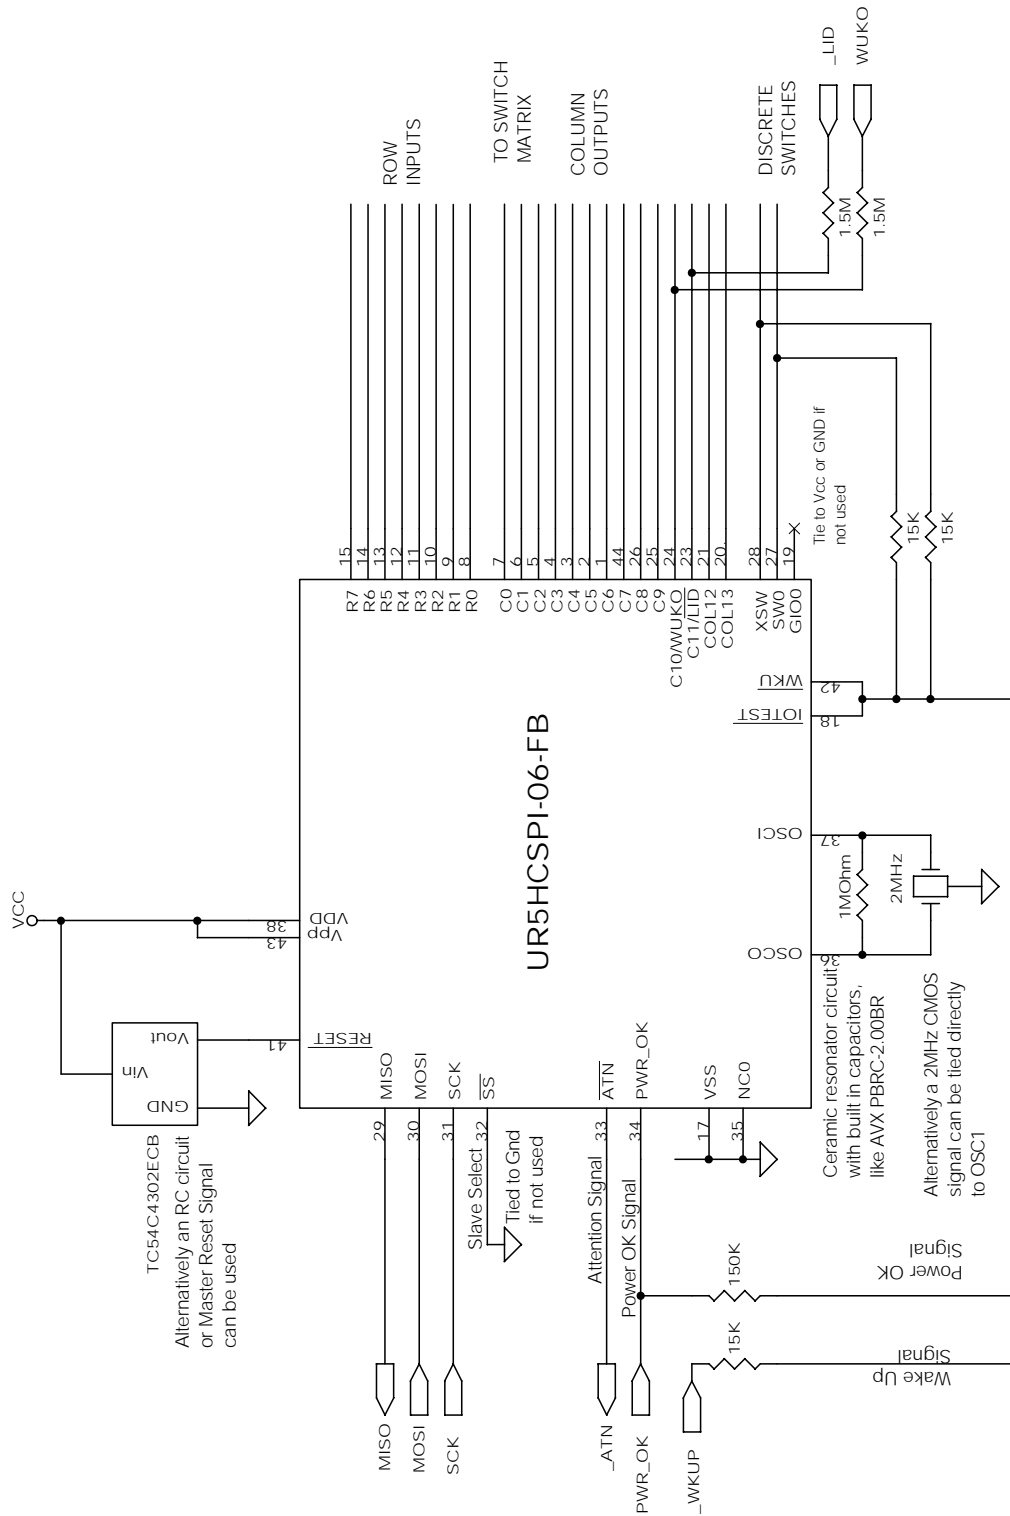 VCC
TC54C4302ECB
Alternatively an RC circuit
or Master Reset Signal
can be used
Vin
GND
Vout
41
RESET
43
Vpp
38
VDD
UR5HCSPI-06-FB
MISO
29
MISO
MOSI
30
MOSI
SCK
31
SCK
SS
32
Slave Select
Tied to Gnd
if not used
ATN
33
Attention Signal
_ATN
PWR_OK
34
Power OK Signal
PWR_OK
_WKUP
VSS
17
NC0
35
15K
Wake Up
Signal
150K
Power OK
Signal
R7
15
R6
14
R5
13
R4
12
R3
11
R2
10
R1
9
R0
8
ROW
INPUTS
C0
7
C1
6
C2
5
C3
4
C4
3
C5
2
C6
1
C7
44
C8
26
C9
25
C10/WUKO
24
C11/LID
23
COL12
21
COL13
20
TO SWITCH
MATRIX
COLUMN
OUTPUTS
XSW
28
SW0
27
GIO0
19
DISCRETE
SWITCHES
Tie to Vcc or GND if
not used
_LID
1.5M
WUKO
1.5M
15K
15K
WKU
42
IOTEST
18
OSCI
37
OSCO
36
1MOhm
2MHz
Ceramic resonator circuit
with built in capacitors,
like AVX PBRC-2.00BR
Alternatively a 2MHz CMOS
signal can be tied directly
to OSC1